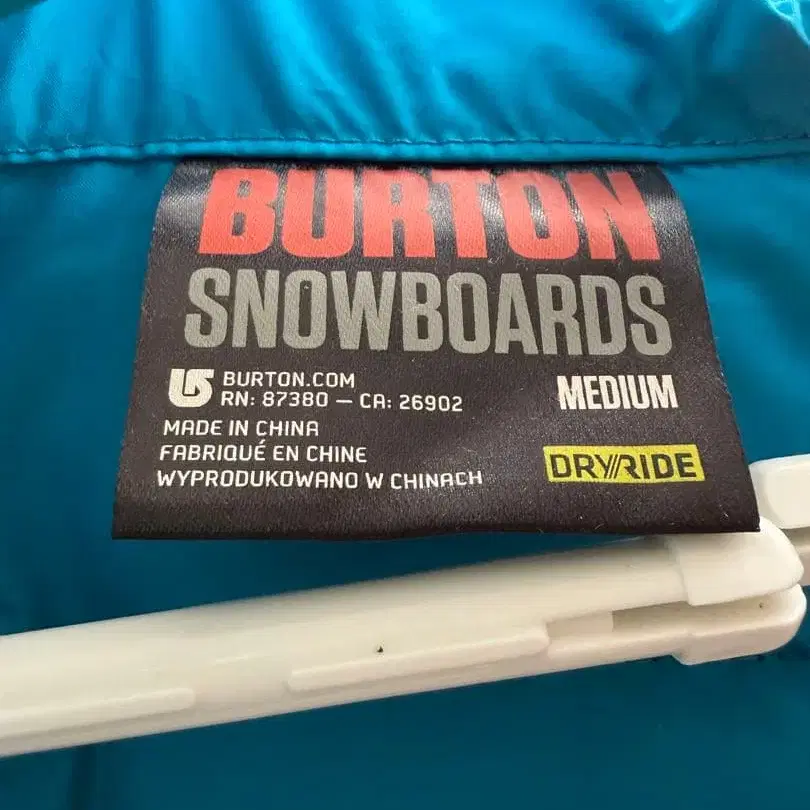 BURTON
SNOWBOARDS
BURTON.COM
RN: 87380 — CA: 26902
MEDIUM
MADE IN CHINA
FABRIQUÉ EN CHINE
WYPRODUKOWANO W CHINACH
DRYRIDE